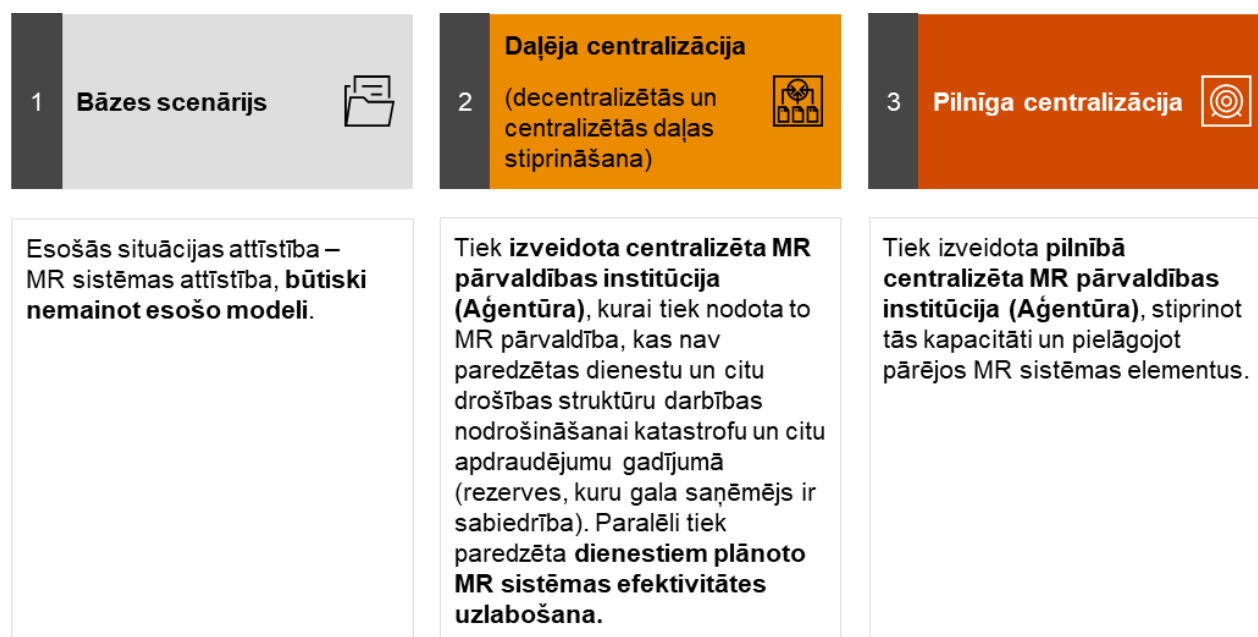 1
Bāzes scenārijs
2
Daļēja centralizācija
(decentralizētās un
centralizētās daļas
stiprināšana)
3
Pilnīga centralizācija
Esošās situācijas attīstība –
MR sistēmas attīstība, būtiski
nemainot esošo modeli.
Tiek izveidota centralizēta MR
pārvaldības institūcija
(Aģentūra), kurai tiek nodota to
MR pārvaldība, kas nav
paredzētas dienestu un citu
drošības struktūru darbības
nodrošināšanai katastrofu un citu
apdraudējumu gadījumā
(rezerves, kuru gala saņēmējs ir
sabiedrība). Paralēli tiek
paredzēta dienestiem plānoto
MR sistēmas efektivitātes
uzlabošana.
Tiek izveidota pilnībā
centralizēta MR pārvaldības
institūcija (Aģentūra), stiprinot
tās kapacitāti un pielāgojot
pārējos MR sistēmas elementus.